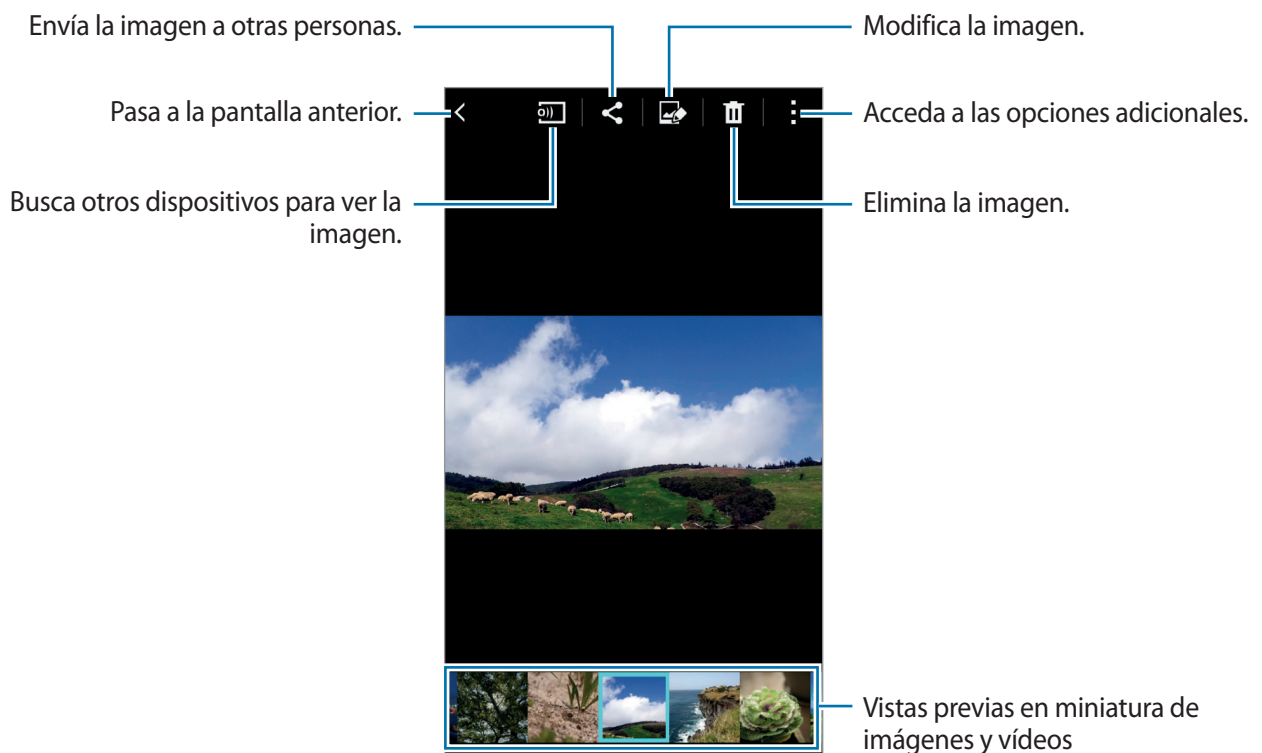 Envía la imagen a otras personas.
Modifica la imagen.
Pasa a la pantalla anterior.
Acceda a las opciones adicionales.
Busca otros dispositivos para ver la
imagen.
Elimina la imagen.
Vistas previas en miniatura de
imágenes y vídeos